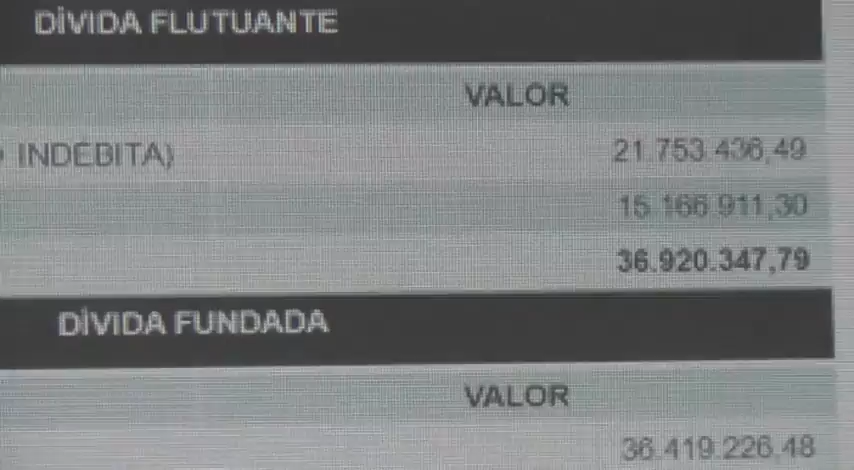 DÍVIDA FLUTUANTE
VALOR
INDÉBITA) 21.753.436,49
15.166.911,30
36.920.347,79
DÍVIDA FUNDADA
VALOR
36.419.226,48